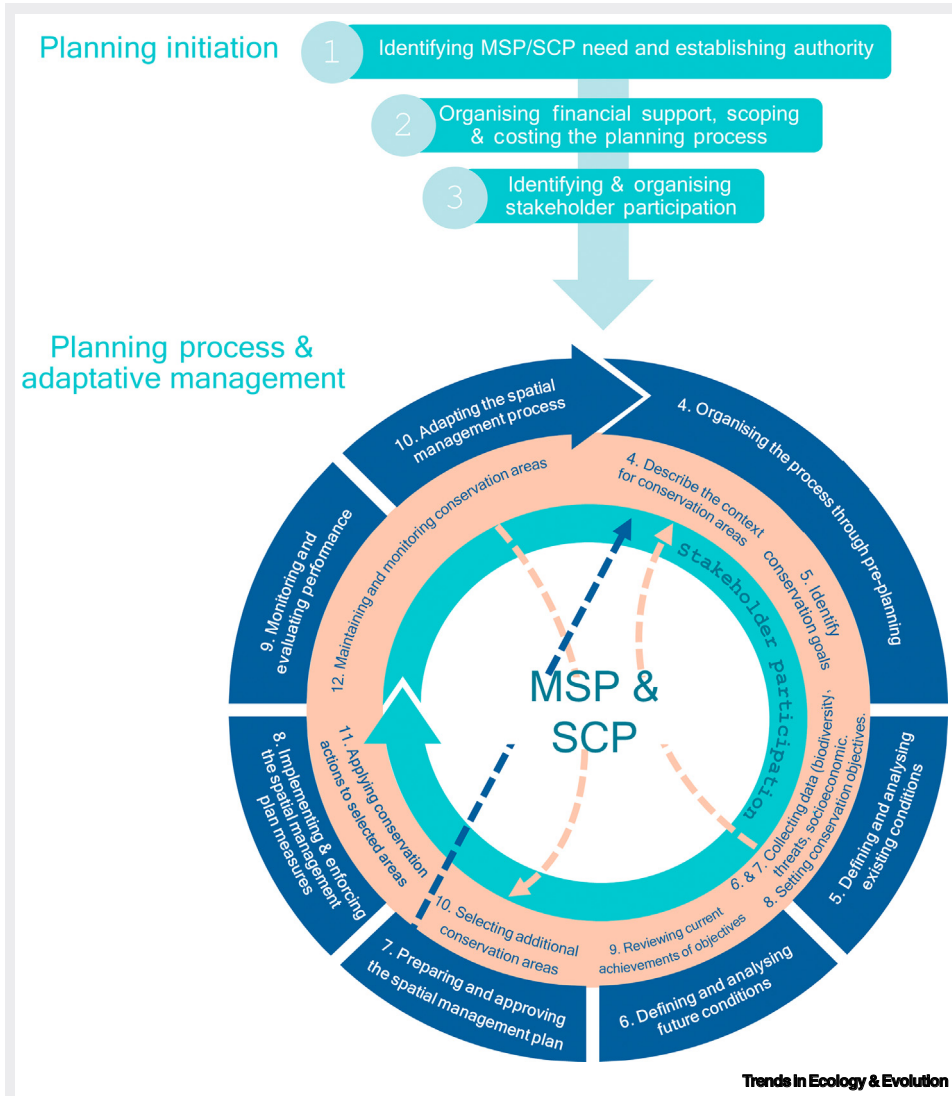 Planning initiation
1
Identifying MSP/SCP need and establishing authority
2
Organising financial support, scoping
& costing the planning process
3
Identifying & organising
stakeholder participation
Planning process &
adaptative management
10. Adapting the spatial
management process
4. Organising the process through pre-planning
5. Defining and analysing
existing conditions
6. Defining and analysing
future conditions
7. Preparing and approving
the spatial management plan
8. Implementing & enforcing
the spatial management
plan measures
9. Monitoring and
evaluating performance
4. Describe the context
for conservation areas
5. Identify
conservation goals
6. & 7. Collecting data (biodiversity,
threats, socioeconomic.
8. Setting conservation objectives.
9. Reviewing current
achievements of objectives
10. Selecting additional
conservation areas
11. Applying conservation
actions to selected areas
12. Maintaining and monitoring conservation areas
Stakeholder participation
MSP &
SCP
Trends in Ecology & Evolution